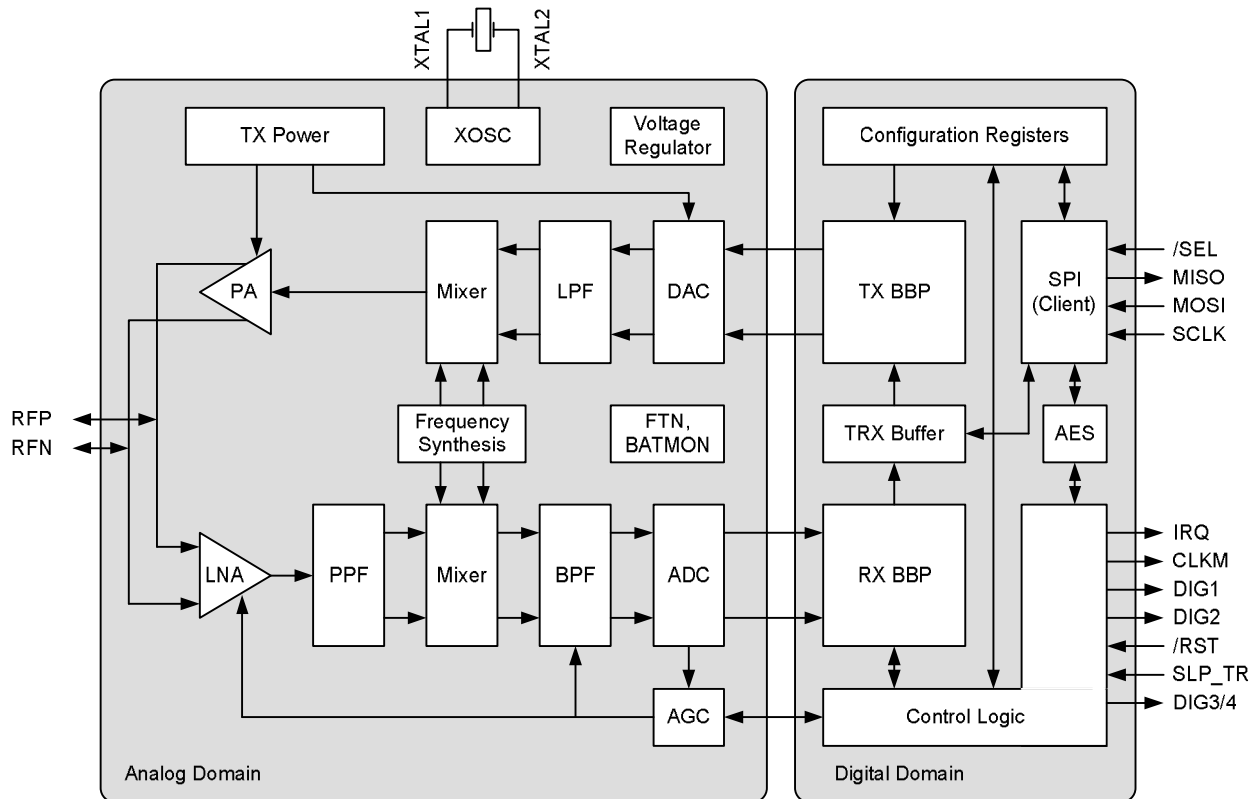 XTAL1
XTAL2
TX Power
XOSC
Voltage
Regulator
Configuration Registers
PA
Mixer
LPF
DAC
TX BBP
SPI
(Client)
/SEL
MISO
MOSI
SCLK
RFP
RFN
Frequency
Synthesis
FTN,
BATMON
TRX Buffer
AES
LNA
PPF
Mixer
BPF
ADC
RX BBP
IRQ
CLKM
DIG1
DIG2
/RST
SLP_TR
DIG3/4
AGC
Control Logic
Analog Domain
Digital Domain